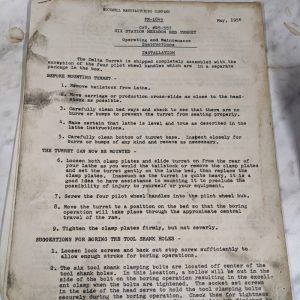 ROCKWELL MANUFACTURING COMPANY
PM-1645
May, 1958
SIX STATION MEEHDON BED TURRET
Operating and Maintenance
Instructions
INSTALLATION
The Delta Turret is shipped completely assembled with the
exception of the four pilot wheel handles which are in a separate
package in the box.
BEFORE MOUNTING TURRET -
1. Remove tailstock from lathe.
2. Move carriage or production cross-slide as close to the head-
stock as possible.
3. Carefully clean bed ways and check to see that there are no
burrs or bumps to prevent the turret from seating properly.
4. Make certain that lathe is level and true as described in the
lathe instructions.
5. Carefully clean bottom of turret base. Inspect closely for
burrs or bumps of any kind and remove as necessary.
THE TURRET CAN NOW BE MOUNTED -
6. Loosen both clamp plates and slide turret on from the rear of
your lathe as you would the tailstock or remove the clamp plates
and set the turret gently on the lathe bed, then replace the
clamp plates. Inasmuch as the turret is quite heavy, it is a
good idea to have assistance in mounting it to preclude the
possibility of injury to yourself or your equipment.
7. Screw the four pilot wheel handles into the pilot wheel hub.
8. Move the turret to a position on the bed so that the boring
operation will take place through the approximate central
travel of the ram.
9. Tighten the clamp plates firmly, but not severly.
SUGGESTIONS FOR BORING THE TOOL SHANK HOLES -
1. Loosen lock screws and back out stop screw sufficiently to
allow enough stroke for boring operations.
2. The six tool shank clamping bolts are located off center of the
tool shank holes. In this location, a hollow will be cut in the
side of the bolt at the boring operation resulting in the excell-
ent clamp when the bolts are tightened. The socket set screws
in the side of the head serve to hold the tool clamping bolts
securely during the boring operation. Check them for tightness